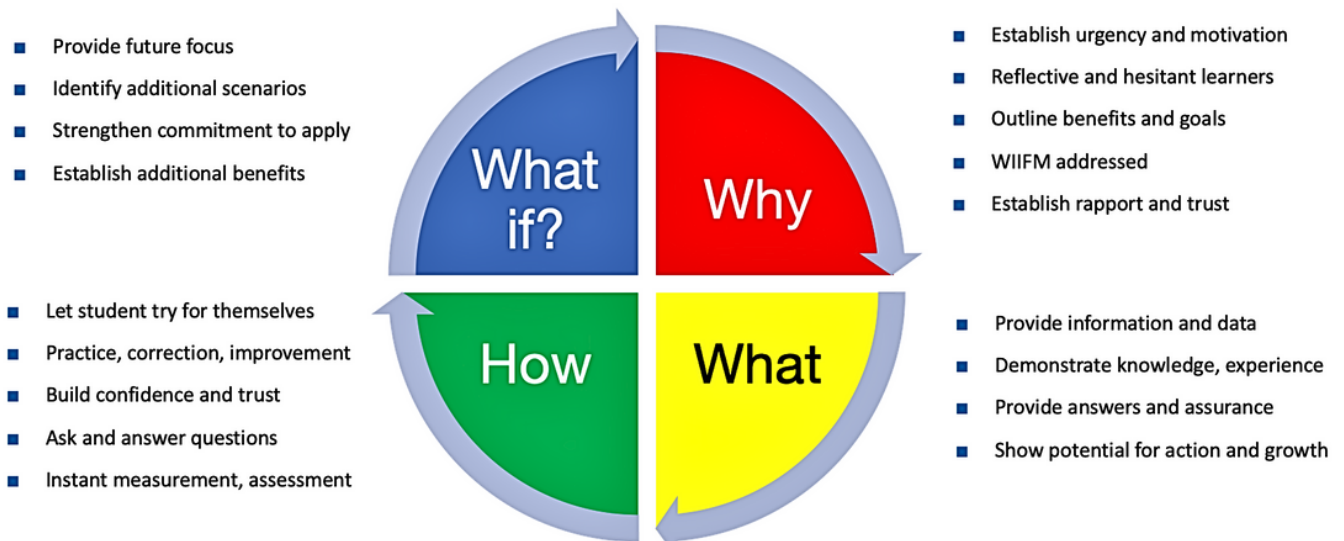 Provide future focus
Identify additional scenarios
Strengthen commitment to apply
Establish additional benefits
What
if?
Why
Establish urgency and motivation
Reflective and hesitant learners
Outline benefits and goals
WIIFM addressed
Establish rapport and trust
Let student try for themselves
Practice, correction, improvement
Build confidence and trust
Ask and answer questions
Instant measurement, assessment
How
What
Provide information and data
Demonstrate knowledge, experience
Provide answers and assurance
Show potential for action and growth